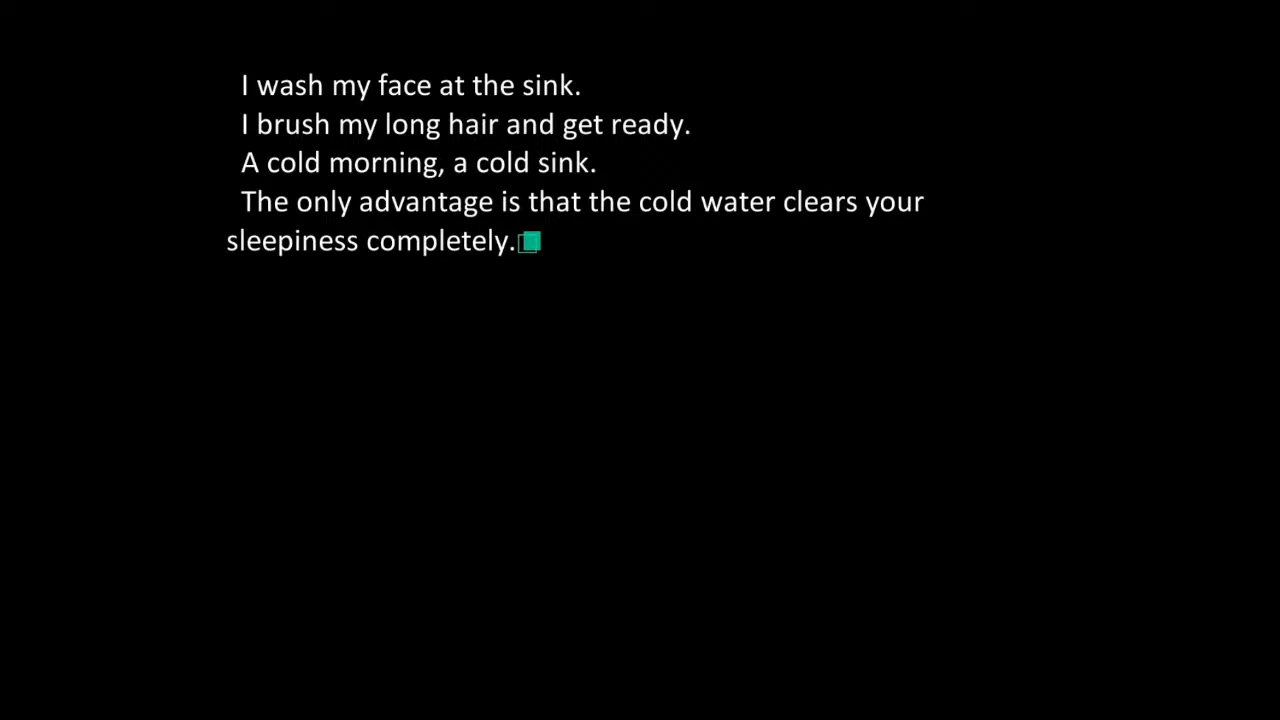 I wash my face at the sink.
I brush my long hair and get ready.
A cold morning, a cold sink.
The only advantage is that the cold water clears your
sleepiness completely.